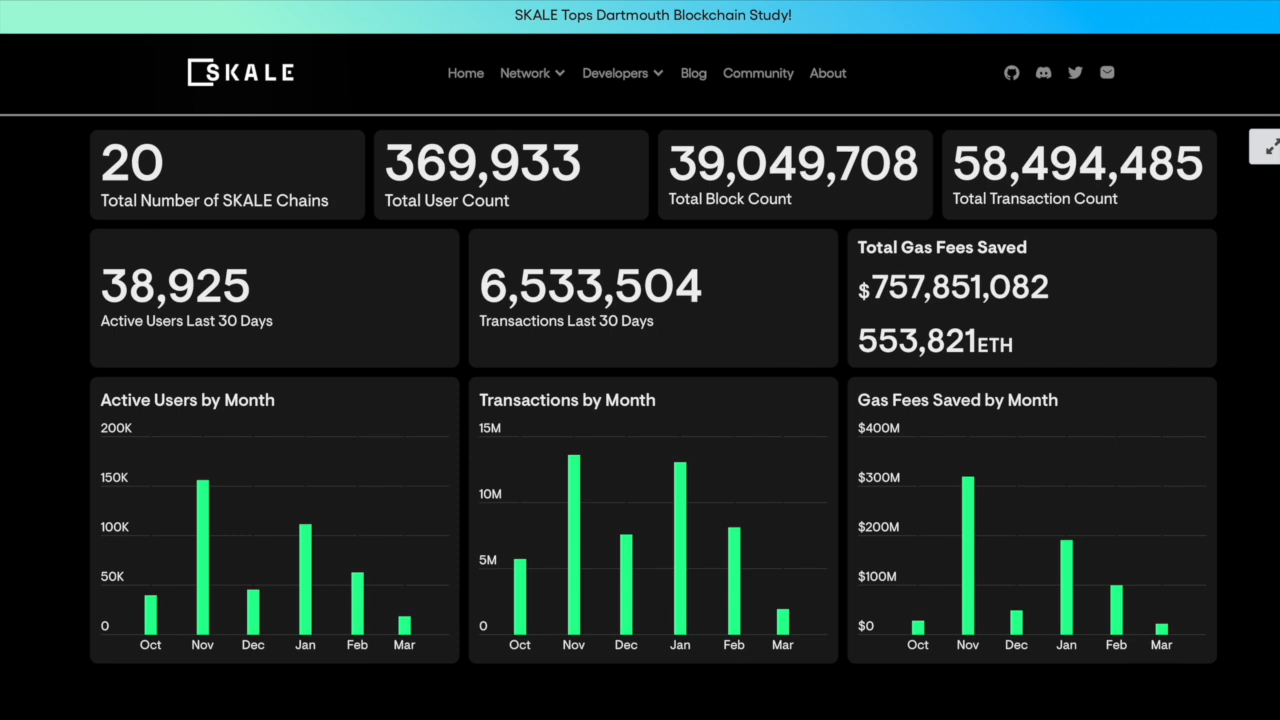 SKALE Tops Dartmouth Blockchain Study!
SKALE
Home Network Developers Blog Community About
20
Total Number of SKALE Chains
369,933
Total User Count
39,049,708
Total Block Count
58,494,485
Total Transaction Count
38,925
Active Users Last 30 Days
6,533,504
Transactions Last 30 Days
Total Gas Fees Saved
$757,851,082
553,821ETH
Active Users by Month
200K
150K
100K
50K
0
Oct Nov Dec Jan Feb Mar
Transactions by Month
15M
10M
5M
0
Oct Nov Dec Jan Feb Mar
Gas Fees Saved by Month
$400M
$300M
$200M
$100M
$0
Oct Nov Dec Jan Feb Mar